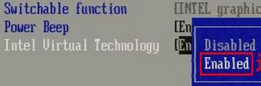 Switchable function [INTEL graphic
Power Beep [En
Intel Virtual Technology [En
Disabled
Enabled